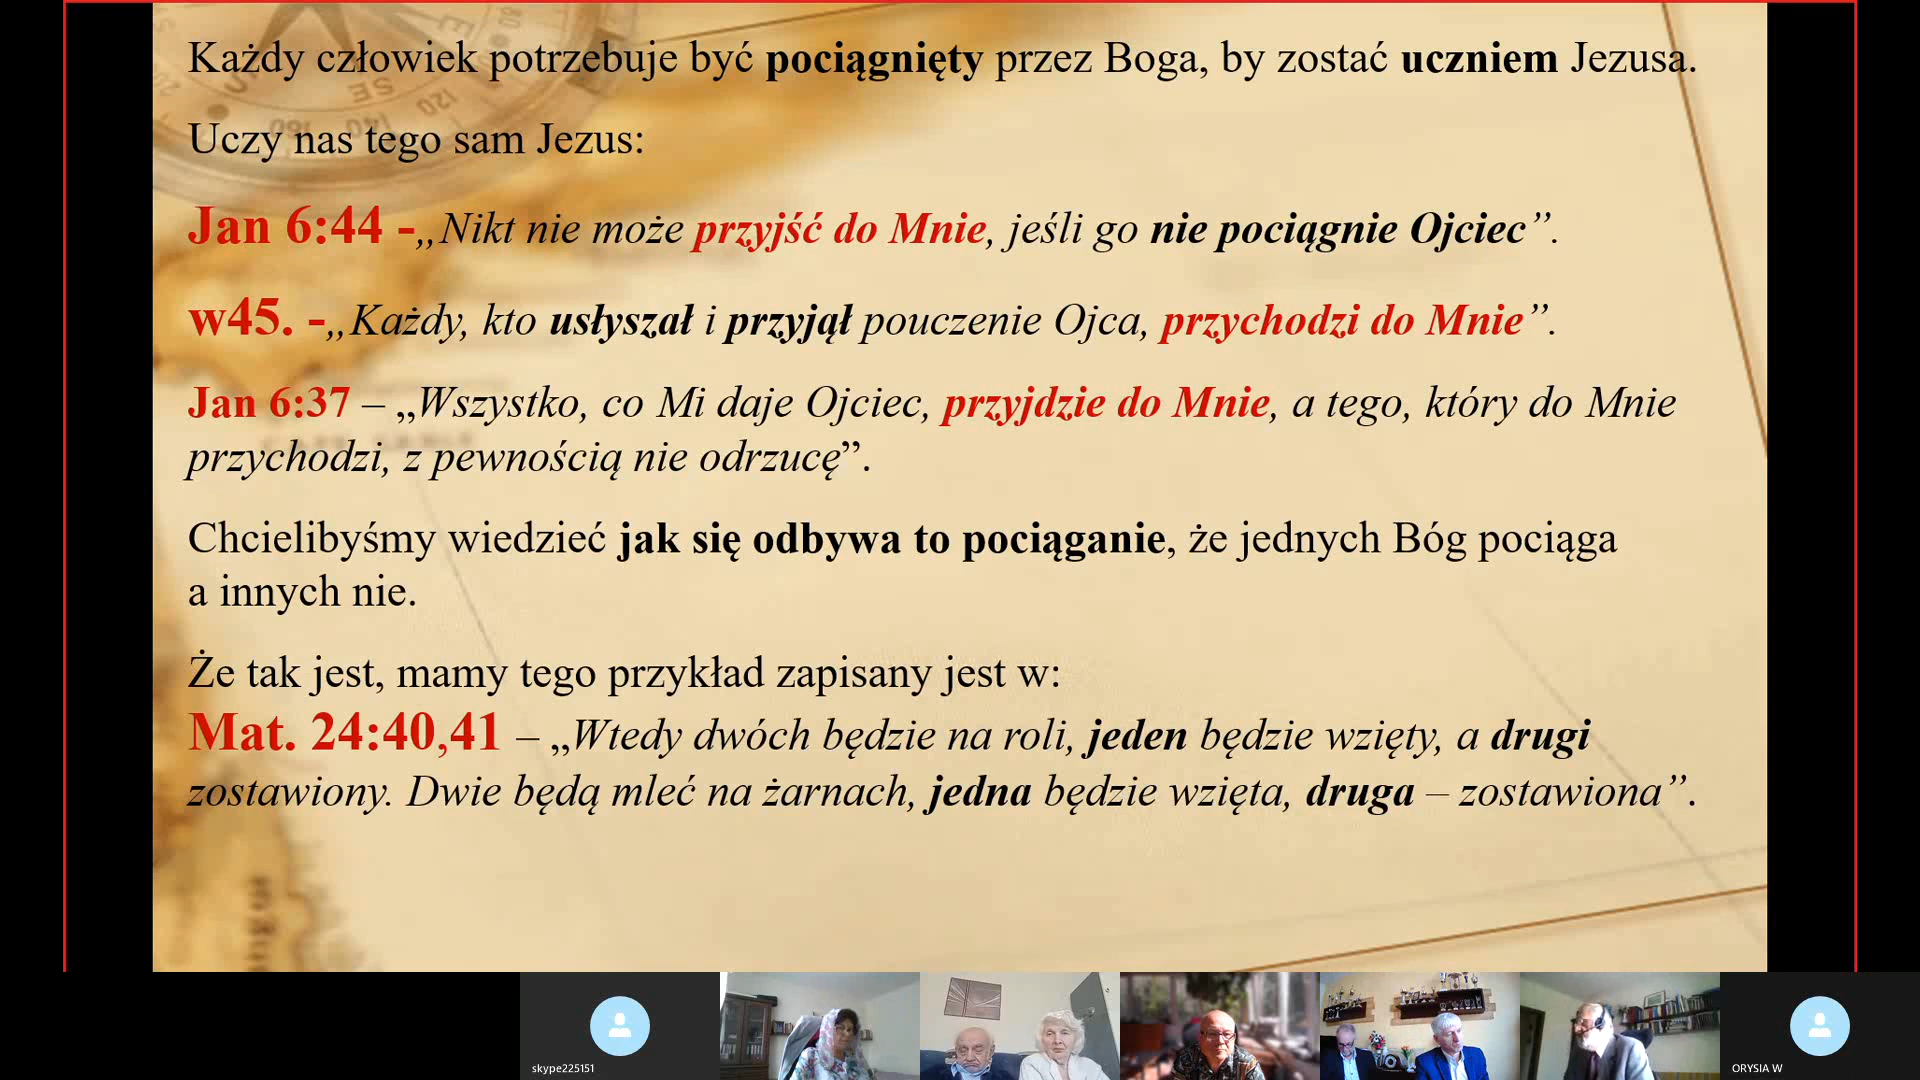 Każdy człowiek potrzebuje być pociągnięty przez Boga, by zostać uczniem Jezusa.
Uczy nas tego sam Jezus:
Jan 6:44 -„Nikt nie może przyjść do Mnie, jeśli go nie pociągnie Ojciec”.
w45. -„Każdy, kto usłyszał i przyjął pouczenie Ojca, przychodzi do Mnie”.
Jan 6:37 – „Wszystko, co Mi daje Ojciec, przyjdzie do Mnie, a tego, który do Mnie
przychodzi, z pewnością nie odrzucę”.
Chcielibyśmy wiedzieć jak się odbywa to pociąganie, że jednych Bóg pociąga
a innych nie.
Że tak jest, mamy tego przykład zapisany jest w:
Mat. 24:40,41 – „Wtedy dwóch będzie na roli, jeden będzie wzięty, a drugi
zostawiony. Dwie będą mleć na żarnach, jedna będzie wzięta, druga – zostawiona”.
skype225151
ORYSIA W
SE
120
140
160